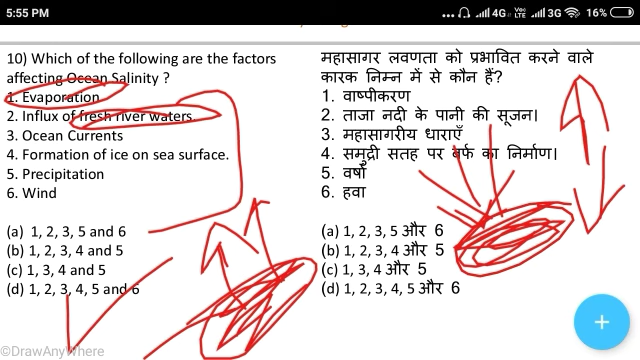 5:55 PM
... 4G Voc LTE 3G 16%
10) Which of the following are the factors
affecting Ocean Salinity ?
1. Evaporation
2. Influx of fresh river waters
3. Ocean Currents
4. Formation of ice on sea surface.
5. Precipitation
6. Wind
(a) 1, 2, 3, 5 and 6
(b) 1, 2, 3, 4 and 5
(c) 1, 3, 4 and 5
(d) 1, 2, 3, 4, 5 and 6
महासागर लवणता को प्रभावित करने वाले
कारक निम्न में से कौन हैं?
1. वाष्पीकरण
2. ताजा नदी के पानी की सूजन।
3. महासागरीय धाराएँ
4. समुद्री सतह पर बर्फ का निर्माण।
5. वर्षा
6. हवा
(a) 1, 2, 3, 5 और 6
(b) 1, 2, 3, 4 और 5
(c) 1, 3, 4 और 5
(d) 1, 2, 3, 4, 5 और 6
+
©DrawAnyWhere